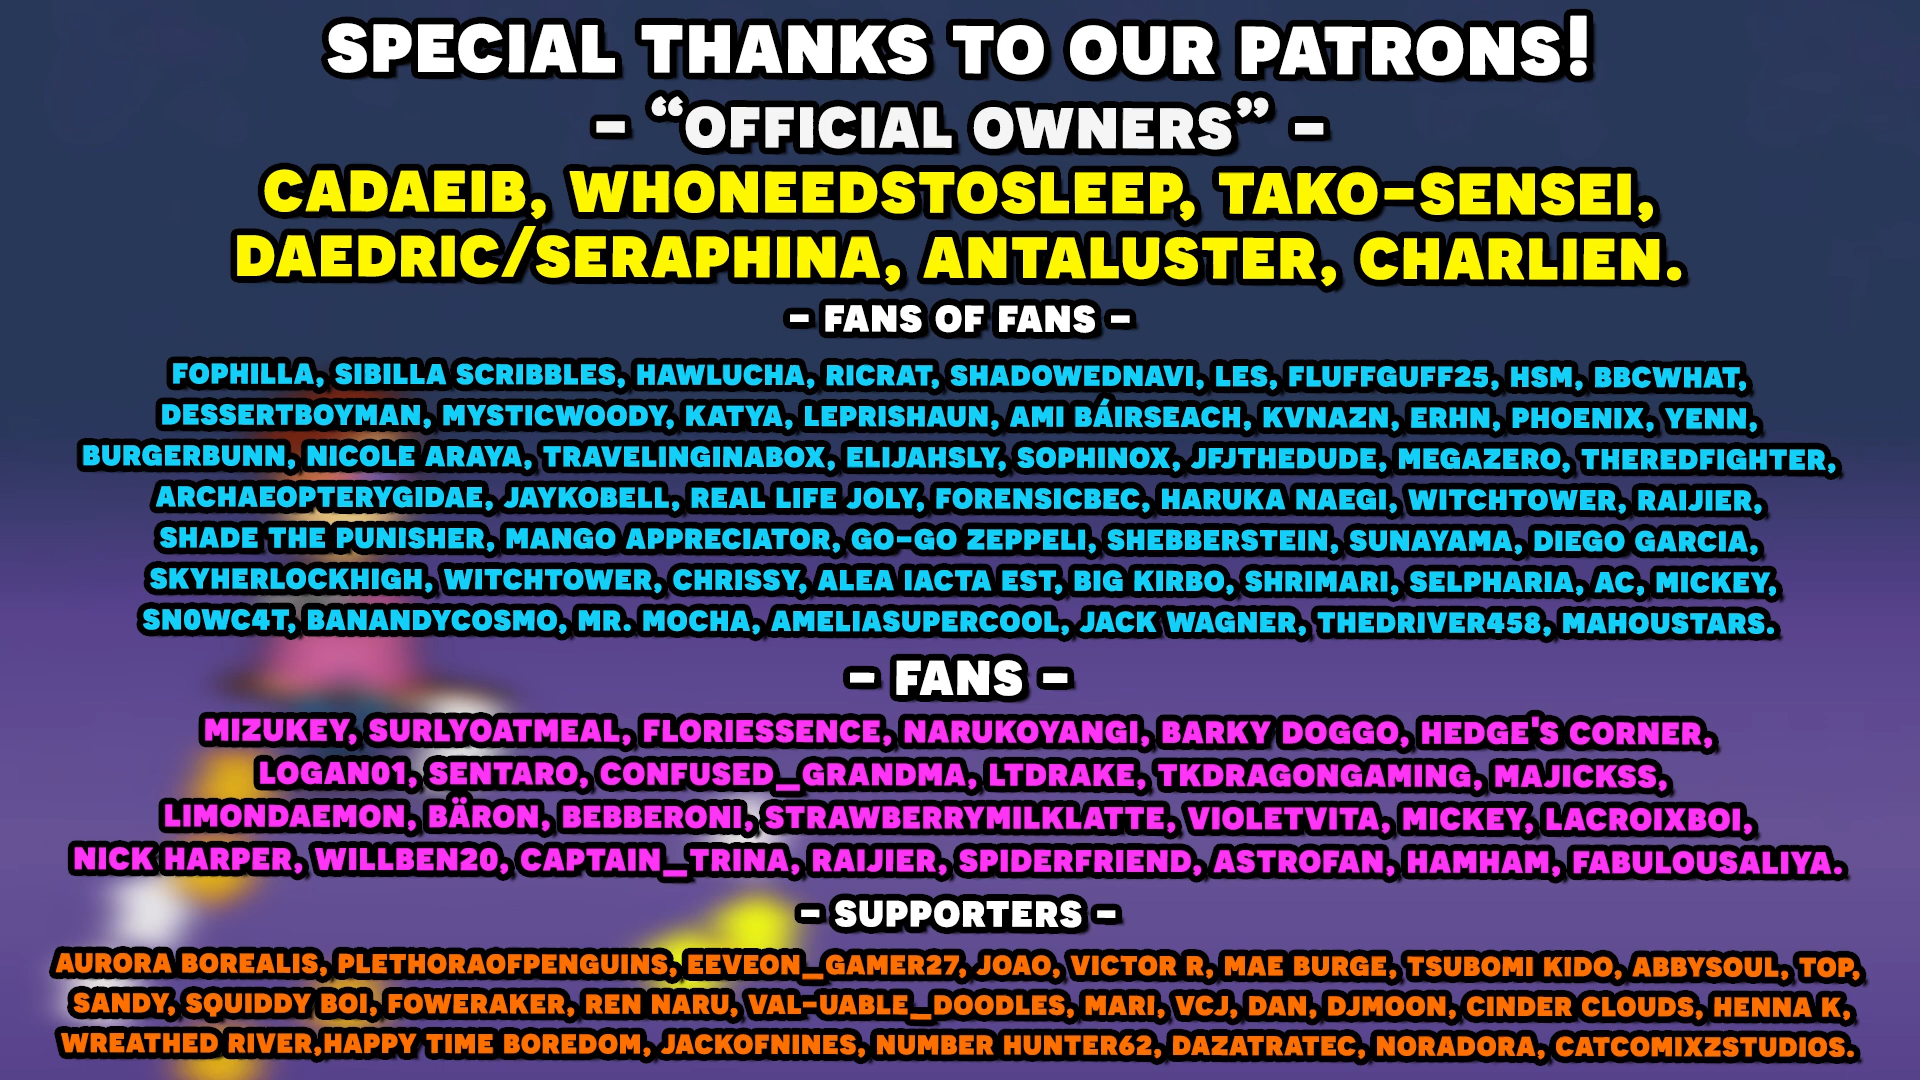 SPECIAL THANKS TO OUR PATRONS!
- “OFFICIAL OWNERS” -
CADAEIB, WHONEEDSTOSLEEP, TAKO-SENSEI,
DAEDRIC/SERAPHINA, ANTALUSTER, CHARLIEN.
- FANS OF FANS -
FOPHILLA, SIBILLA SCRIBBLES, HAWLUCHA, RICRAT, SHADOWEDNAVI, LES, FLUFFGUFF25, HSM, BBCWHAT,
DESSERTBOYMAN, MYSTICWOODY, KATYA, LEPRISHAUN, AMI BÁIRSEACH, KVNAZN, ERHN, PHOENIX, YENN,
BURGERBUNN, NICOLE ARAYA, TRAVELINGINABOX, ELIJAHSLY, SOPHINOX, JFJTHEDUDE, MEGAZERO, THEREDFIGHTER,
ARCHAEOPTERYGIDAE, JAYKOBELL, REAL LIFE JOLY, FORENSICBEC, HARUKA NAEGI, WITCHTOWER, RAIJIER,
SHADE THE PUNISHER, MANGO APPRECIATOR, GO-GO ZEPPELI, SHEBBERSTEIN, SUNAYAMA, DIEGO GARCIA,
SKYHERLOCKHIGH, WITCHTOWER, CHRISSY, ALEA IACTA EST, BIG KIRBO, SHRIMARI, SELPHARIA, AC, MICKEY,
SN0WC4T, BANANDYCOSMO, MR. MOCHA, AMELIASUPERCOOL, JACK WAGNER, THEDRIVER458, MAHOUSTARS.
- FANS -
MIZUKEY, SURLYOATMEAL, FLORIESSENCE, NARUKOYANGI, BARKY DOGGO, HEDGE'S CORNER,
LOGAN01, SENTARO, CONFUSED_GRANDMA, LTDRAKE, TKDRAGONGAMING, MAJICKSS,
LIMONDAEMON, BÄRON, BEBBERONI, STRAWBERRYMILKLATTE, VIOLETVITA, MICKEY, LACROIXBOI,
NICK HARPER, WILLBEN20, CAPTAIN_TRINA, RAIJIER, SPIDERFRIEND, ASTROFAN, HAMHAM, FABULOUSALIYA.
- SUPPORTERS -
AURORA BOREALIS, PLETHORAOFPENGUINS, EEVEON_GAMER27, JOAO, VICTOR R, MAE BURGE, TSUBOMI KIDO, ABBYSOUL, TOP,
SANDY, SQUIDDY BOI, FOWERAKER, REN NARU, VAL-UABLE_DOODLES, MARI, VCJ, DAN, DJMOON, CINDER CLOUDS, HENNA K,
WREATHED RIVER,HAPPY TIME BOREDOM, JACKOFNINES, NUMBER HUNTER62, DAZATRATEC, NORADORA, CATCOMIXZSTUDIOS.